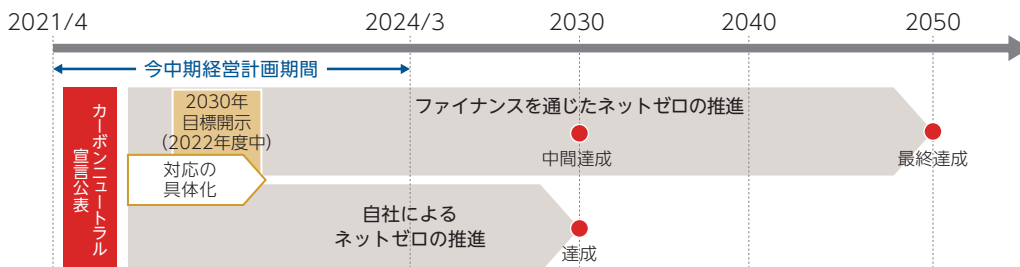 2021/4
2024/3
2030
2040
2050
今中期経営計画期間
カーボンニュートラル
宣言公表
2030年
目標開示
(2022年度中)
対応の
具体化
ファイナンスを通じたネットゼロの推進
中間達成
最終達成
自社による
ネットゼロの推進
達成